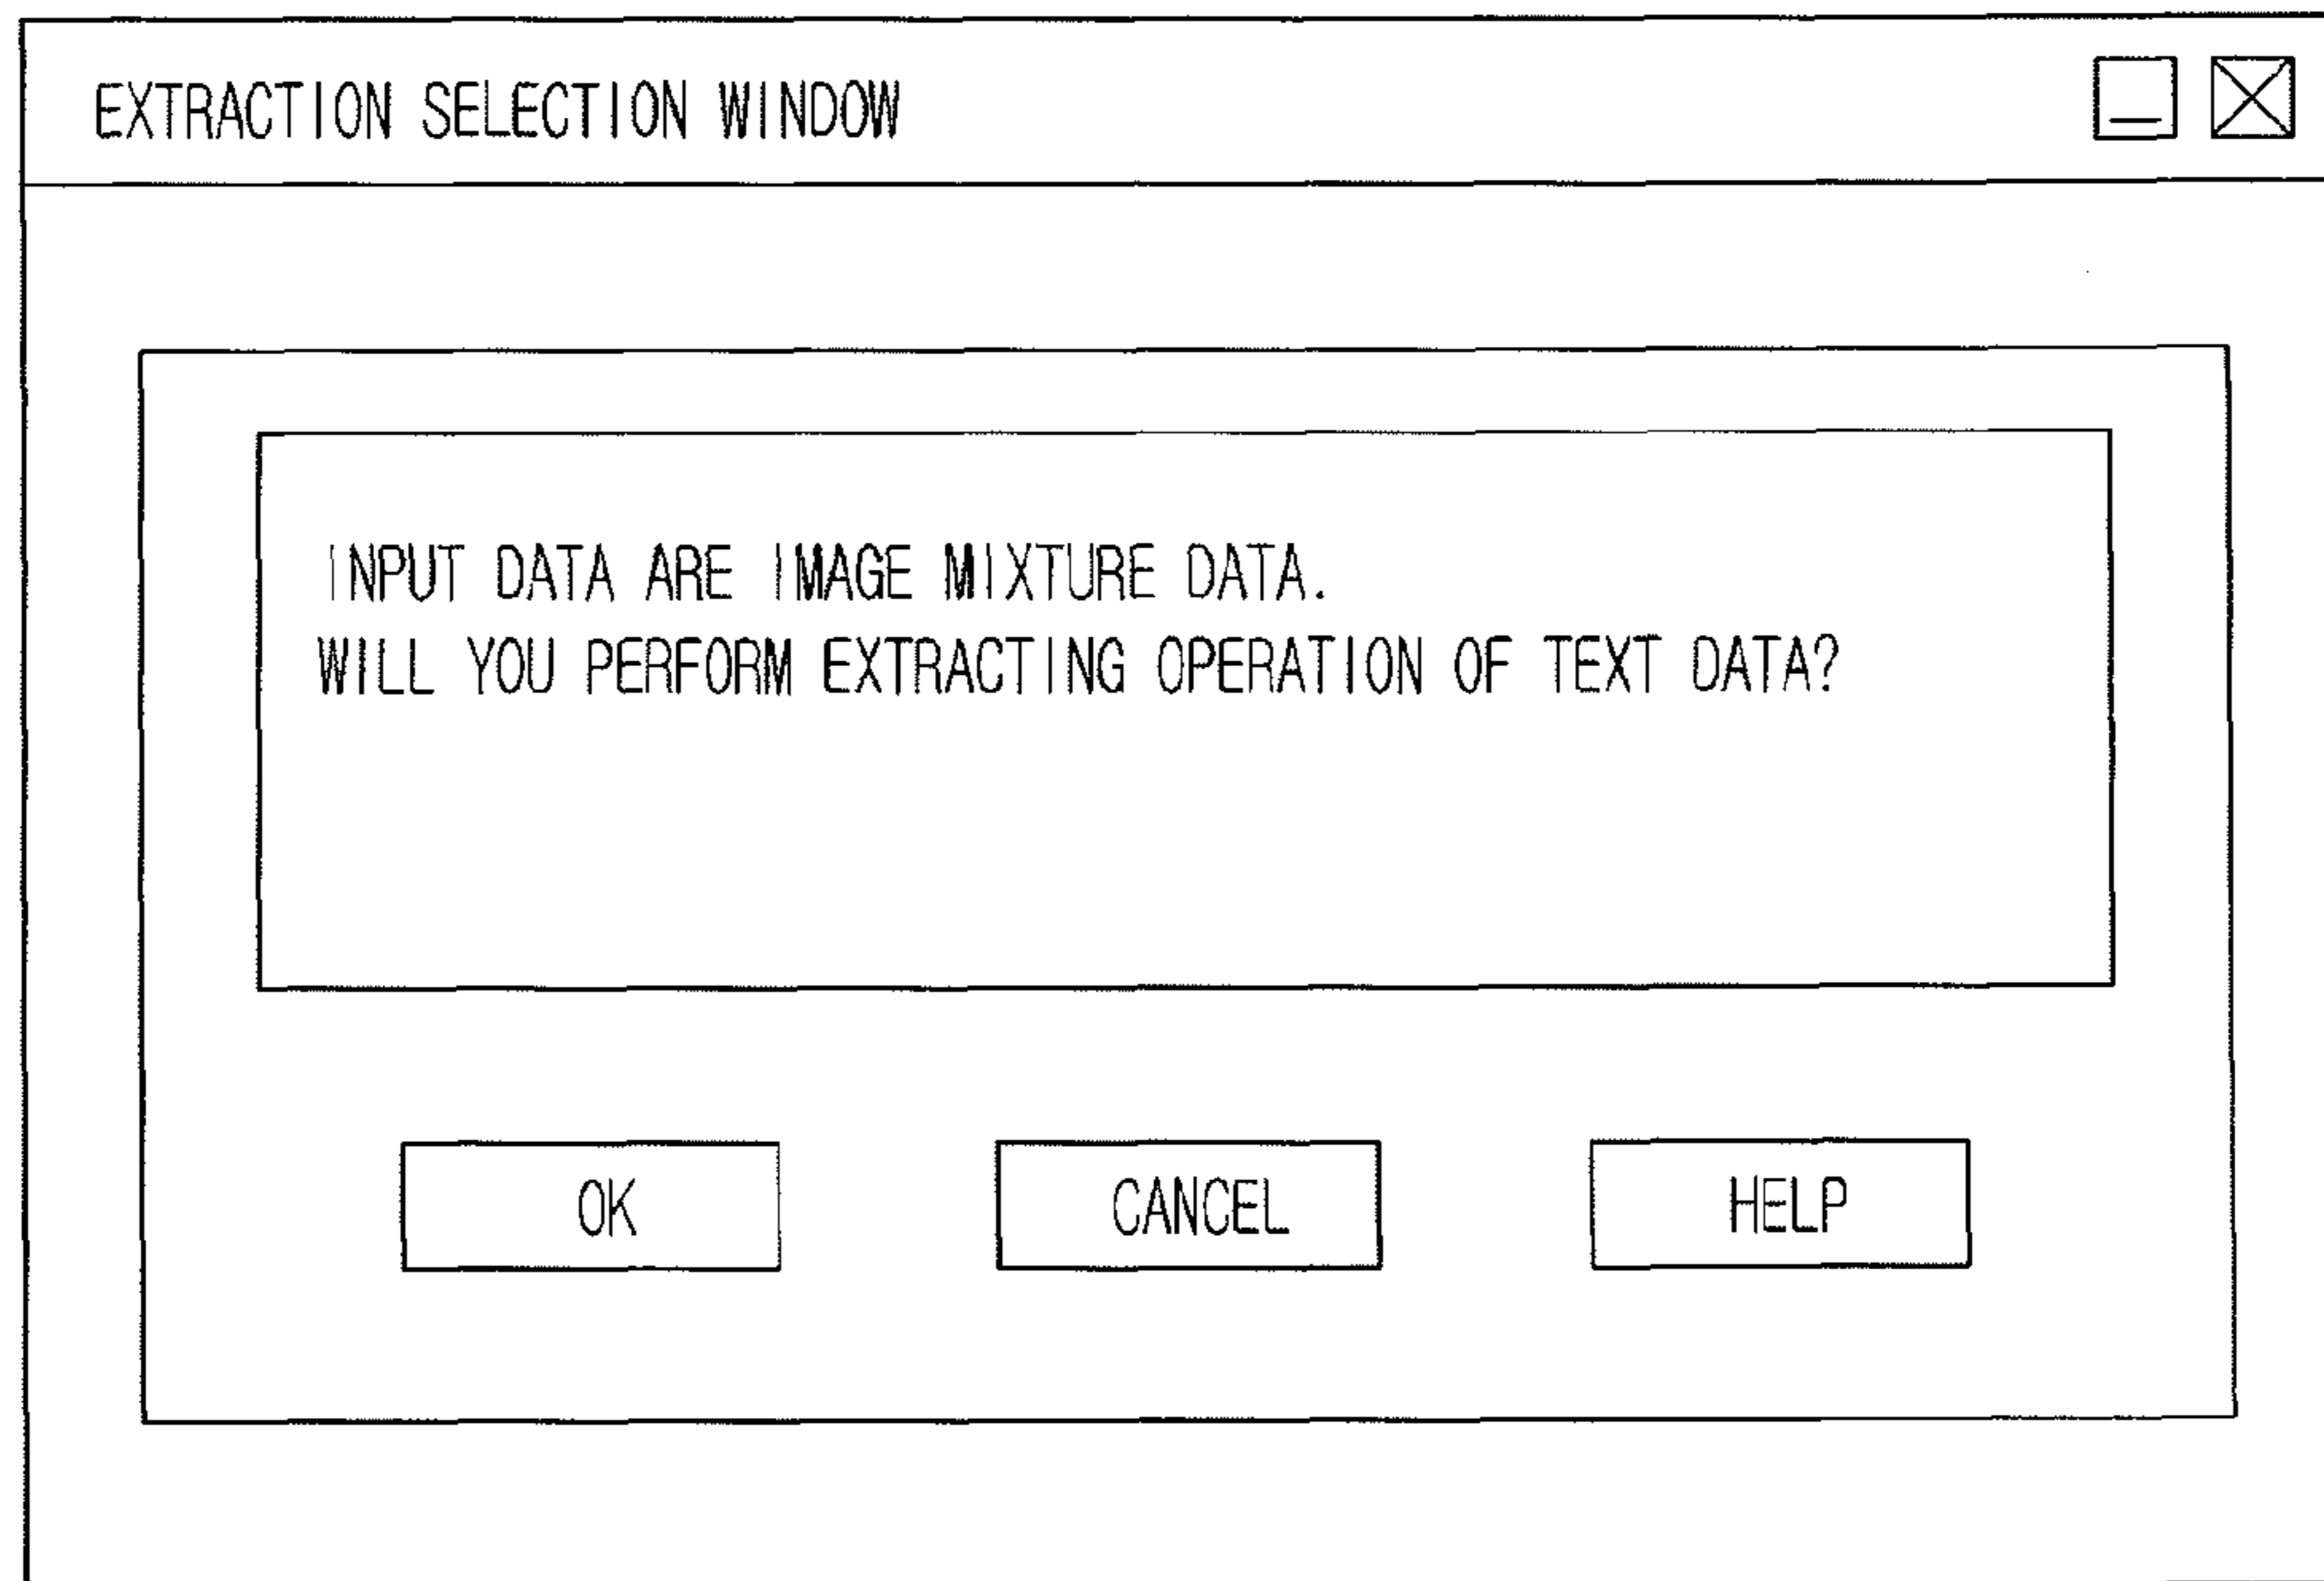 EXTRACTION SELECTION WINDOW
INPUT DATA ARE IMAGE MIXTURE DATA.
WILL YOU PERFORM EXTRACTING OPERATION OF TEXT DATA?
OK CANCEL HELP